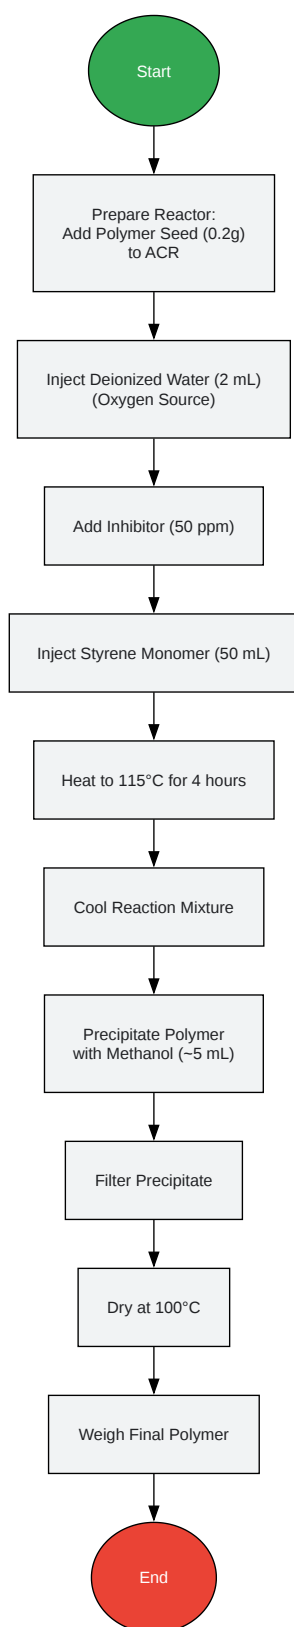 Start
Prepare Reactor:
Add Polymer Seed (0.2g)
to ACR
Inject Deionized Water (2 mL)
(Oxygen Source)
Add Inhibitor (50 ppm)
Inject Styrene Monomer (50 mL)
Heat to 115°C for 4 hours
Cool Reaction Mixture
Precipitate Polymer
with Methanol (~5 mL)
Filter Precipitate
Dry at 100°C
Weigh Final Polymer
End